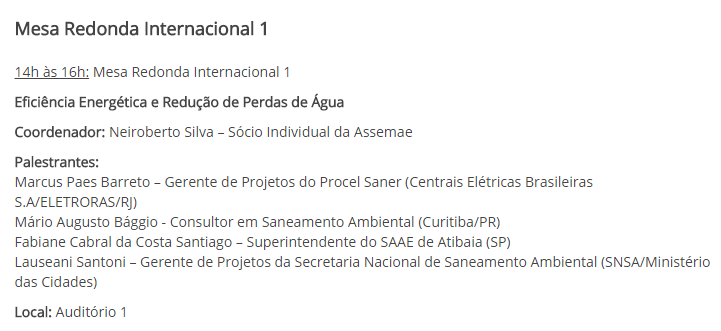 Mesa Redonda Internacional 1
14h às 16h: Mesa Redonda Internacional 1
Eficiência Energética e Redução de Perdas de Água
Coordenador: Neiroberto Silva – Sócio Individual da Assemae
Palestrantes:
Marcus Paes Barreto – Gerente de Projetos do Procel Saner (Centrais Elétricas Brasileiras
S.A/ELETRORAS/RJ)
Mário Augusto Bággio - Consultor em Saneamento Ambiental (Curitiba/PR)
Fabiane Cabral da Costa Santiago – Superintendente do SAAE de Atibaia (SP)
Lauseani Santoni – Gerente de Projetos da Secretaria Nacional de Saneamento Ambiental (SNSA/Ministério
das Cidades)
Local: Auditório 1